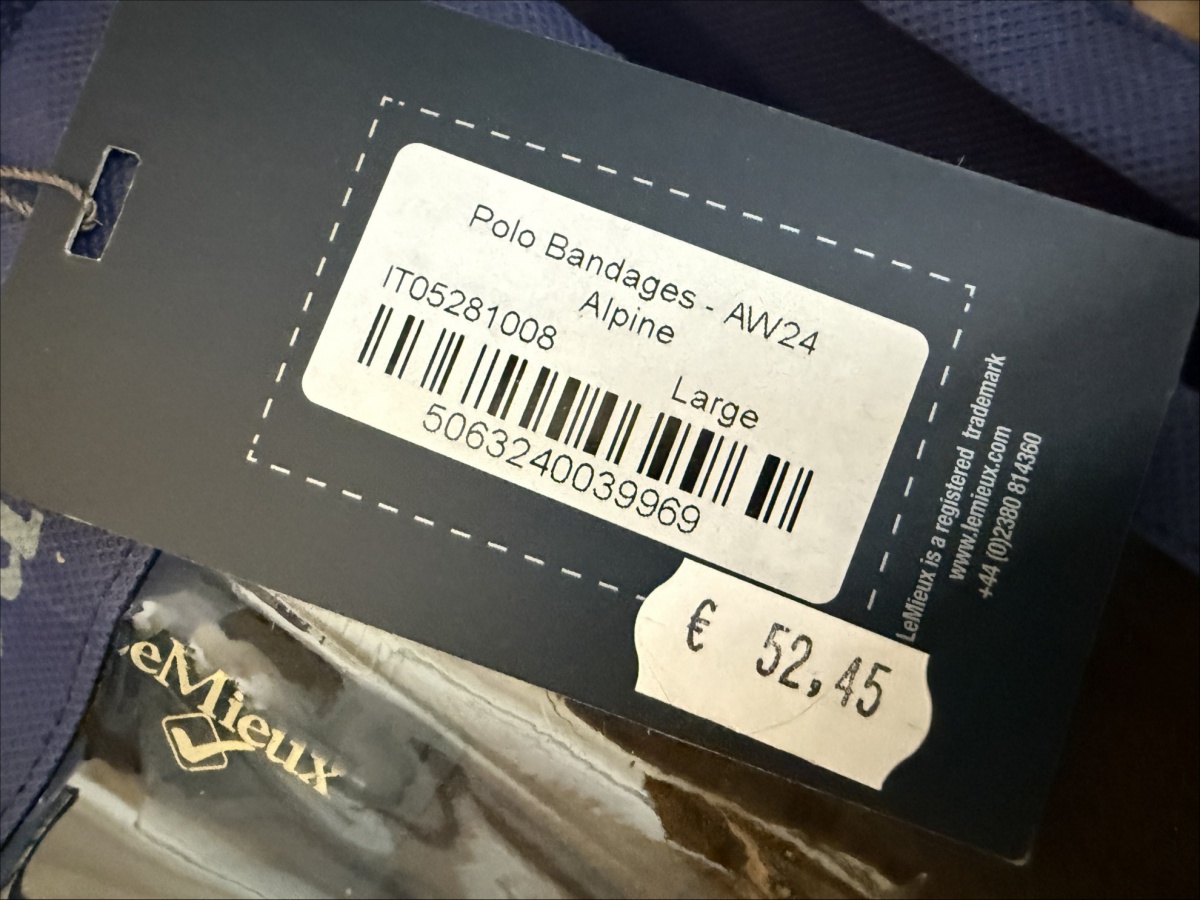 Polo Bandages - AW24
Alpine
IT05281008
Large
5063240039969
€ 52,45
LeMieux is a registered trademark
www.lemieux.com
+44 (0)2380 814360
LeMieux